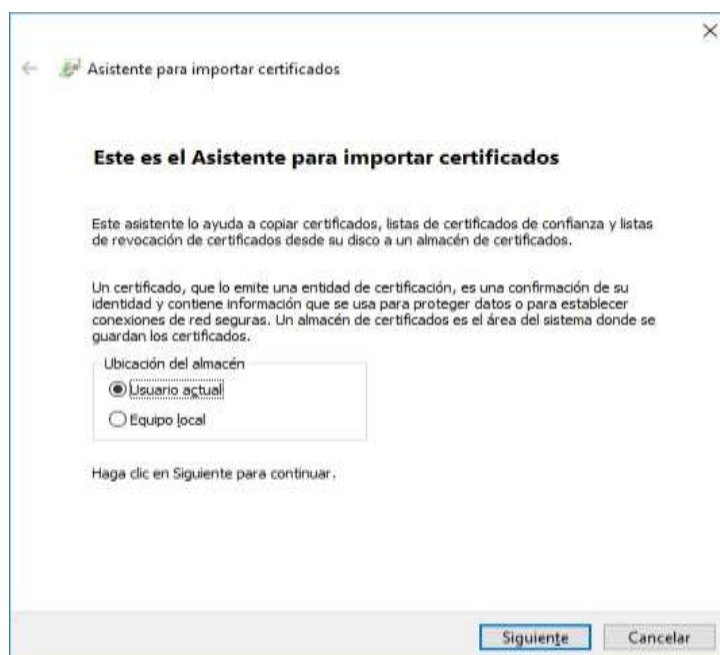 Asistente para importar certificados
Este es el Asistente para importar certificados
Este asistente lo ayuda a copiar certificados, listas de certificados de confianza y listas
de revocación de certificados desde su disco a un almacén de certificados.
Un certificado, que lo emite una entidad de certificación, es una confirmación de su
identidad y contiene información que se usa para proteger datos o para establecer
conexiones de red seguras. Un almacén de certificados es el área del sistema donde se
guardan los certificados.
Ubicación del almacén
Usuario actual
Equipo local
Haga clic en Siguiente para continuar.
Siguiente
Cancelar